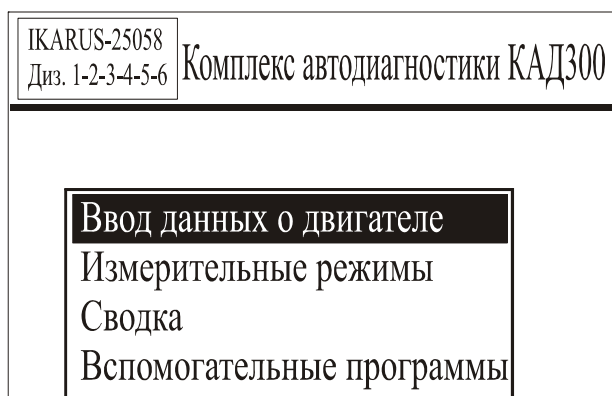 IKARUS-25058
Диз. 1-2-3-4-5-6
Комплекс автодиагностики КАД300
Ввод данных о двигателе
Измерительные режимы
Сводка
Вспомогательные программы